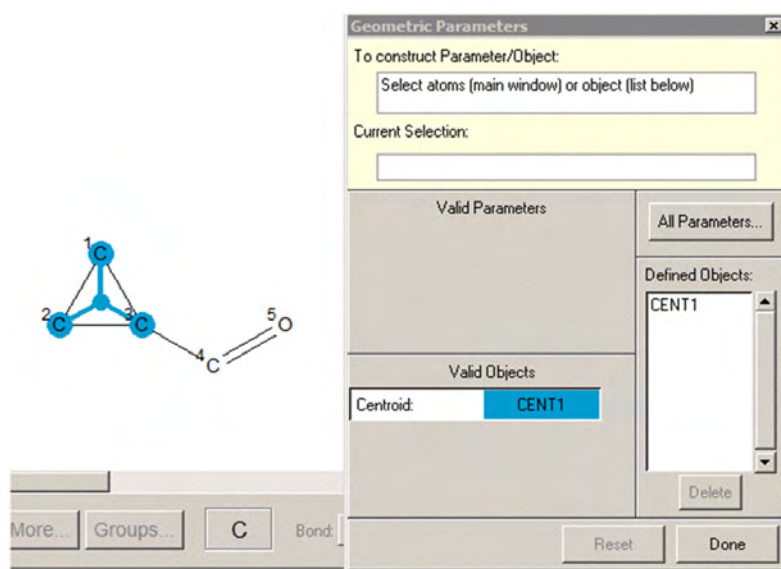 Geometric Parameters
To construct Parameter/Object:
Select atoms (main window) or object (list below)
Current Selection:
Valid Parameters
All Parameters...
Defined Objects:
CENT1
Valid Objects
Centroid: CENT1
Delete
Reset Done
1 C
2 C 3 C
4 C 5 O
More... Groups... C Bond: